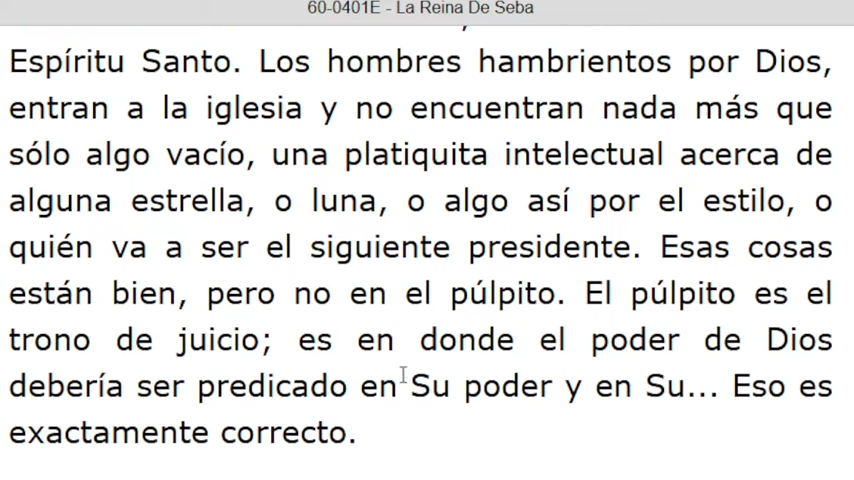 60-0401E - La Reina De Seba
Espíritu Santo. Los hombres hambrientos por Dios,
entran a la iglesia y no encuentran nada más que
sólo algo vacío, una platiquita intelectual acerca de
alguna estrella, o luna, o algo así por el estilo, o
quién va a ser el siguiente presidente. Esas cosas
están bien, pero no en el púlpito. El púlpito es el
trono de juicio; es en donde el poder de Dios
debería ser predicado en Su poder y en Su... Eso es
exactamente correcto.